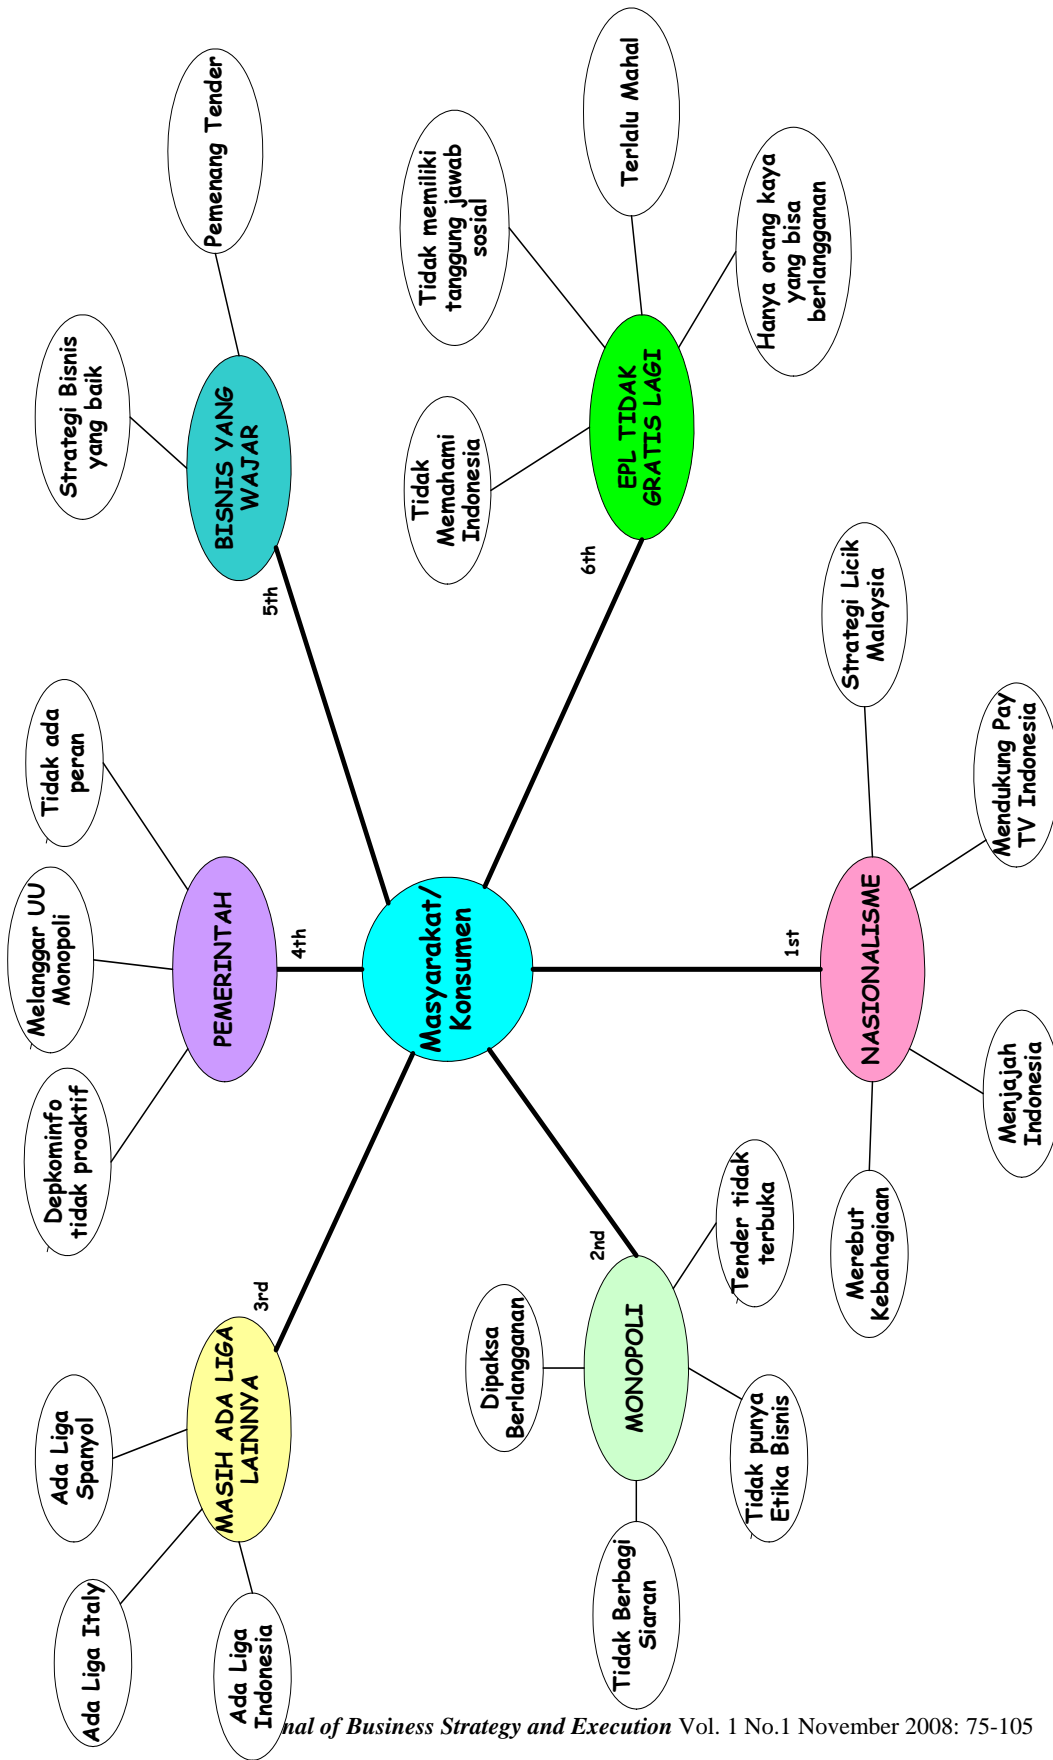 Masyarakat/
Konsumen
1st
NASIONALISME
Merebut
Kebahagiaan
Menjajah
Indonesia
Mendukung Pay
TV Indonesia
Strategi Licik
Malaysia
2nd
MONOPOLI
Tidak Berbagi
Siaran
Dipaksa
Berlangganan
Tidak punya
Etika Bisnis
Tender tidak
terbuka
3rd
MASIH ADA LIGA
LAINNYA
Ada Liga Italy
Ada Liga
Spanyol
Ada Liga
Indonesia
4th
PEMERINTAH
Depkominfo
tidak proaktif
Melanggar UU
Monopoli
Tidak ada
peran
5th
BISNIS YANG
WAJAR
Strategi Bisnis
yang baik
Pemenang Tender
6th
EPL TIDAK
GRATIS LAGI
Tidak
Memahami
Indonesia
Tidak memiliki
tanggung jawab
sosial
Terlalu Mahal
Hanya orang kaya
yang bisa
berlangganan
nal of Business Strategy and Execution Vol. 1 No.1 November 2008: 75-105